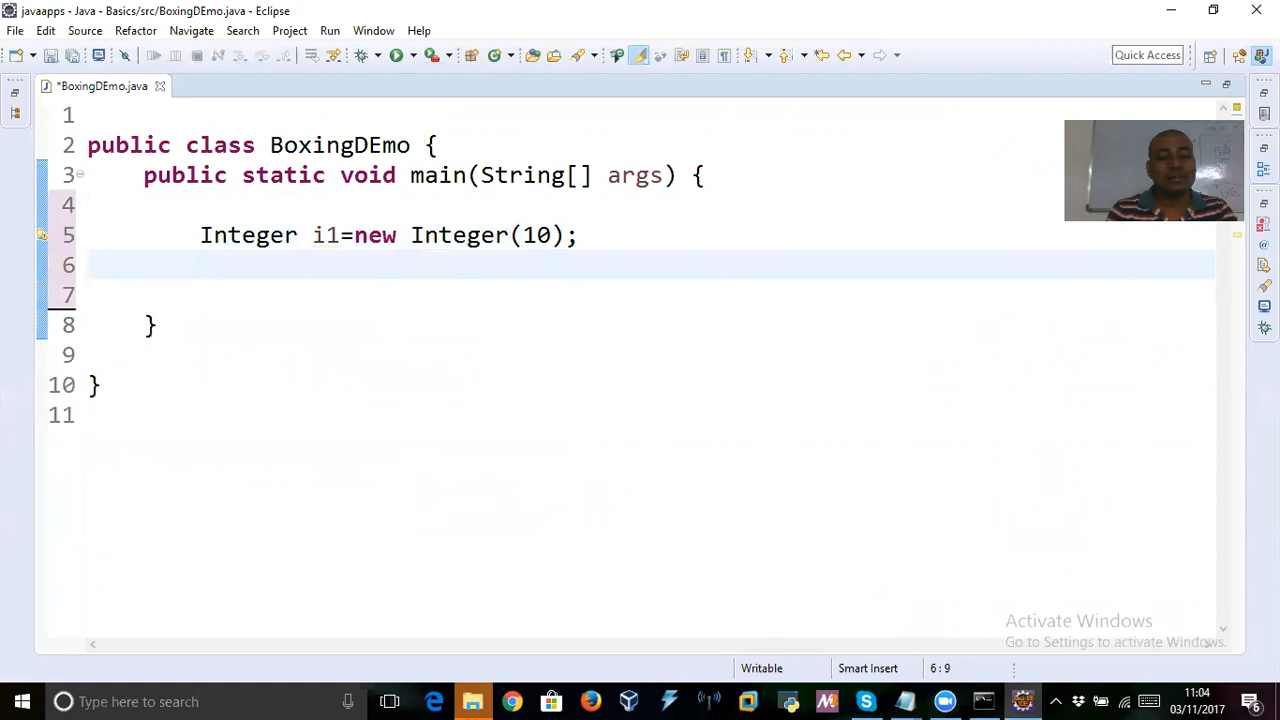 javaapps - Java - Basics/src/BoxingDEmo.java - Eclipse
File Edit Source Refactor Navigate Search Project Run Window Help
Quick Access
*BoxingDEmo.java
1
2 public class BoxingDEmo {
3 public static void main(String[] args) {
4
5 Integer i1=new Integer(10);
6
7
8 }
9
10 }
11
Activate Windows
Go to Settings to activate Windows.
Writable Smart Insert 6 : 9
Type here to search
11:04
03/11/2017
6